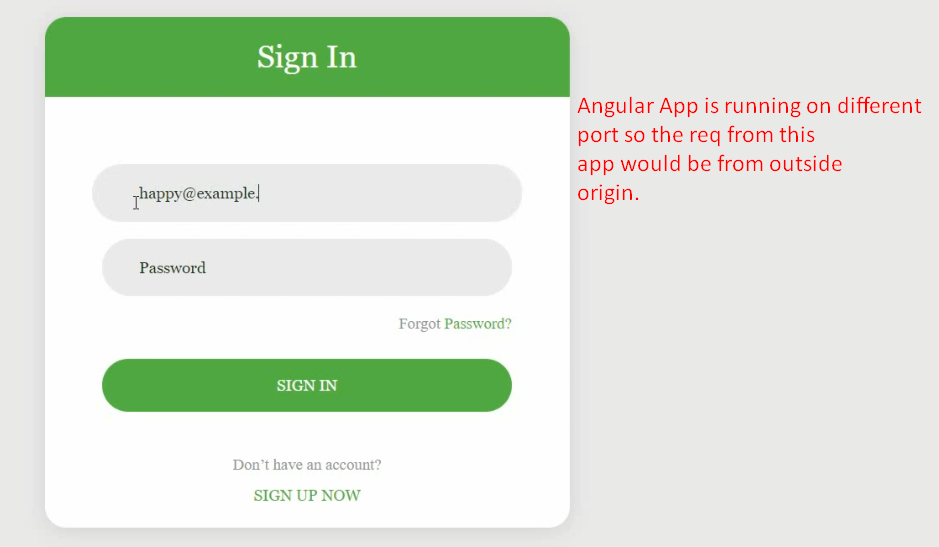 Sign In
Angular App is running on different
port so the req from this
app would be from outside
origin.
happy@example.
Password
Forgot Password?
SIGN IN
Don’t have an account?
SIGN UP NOW